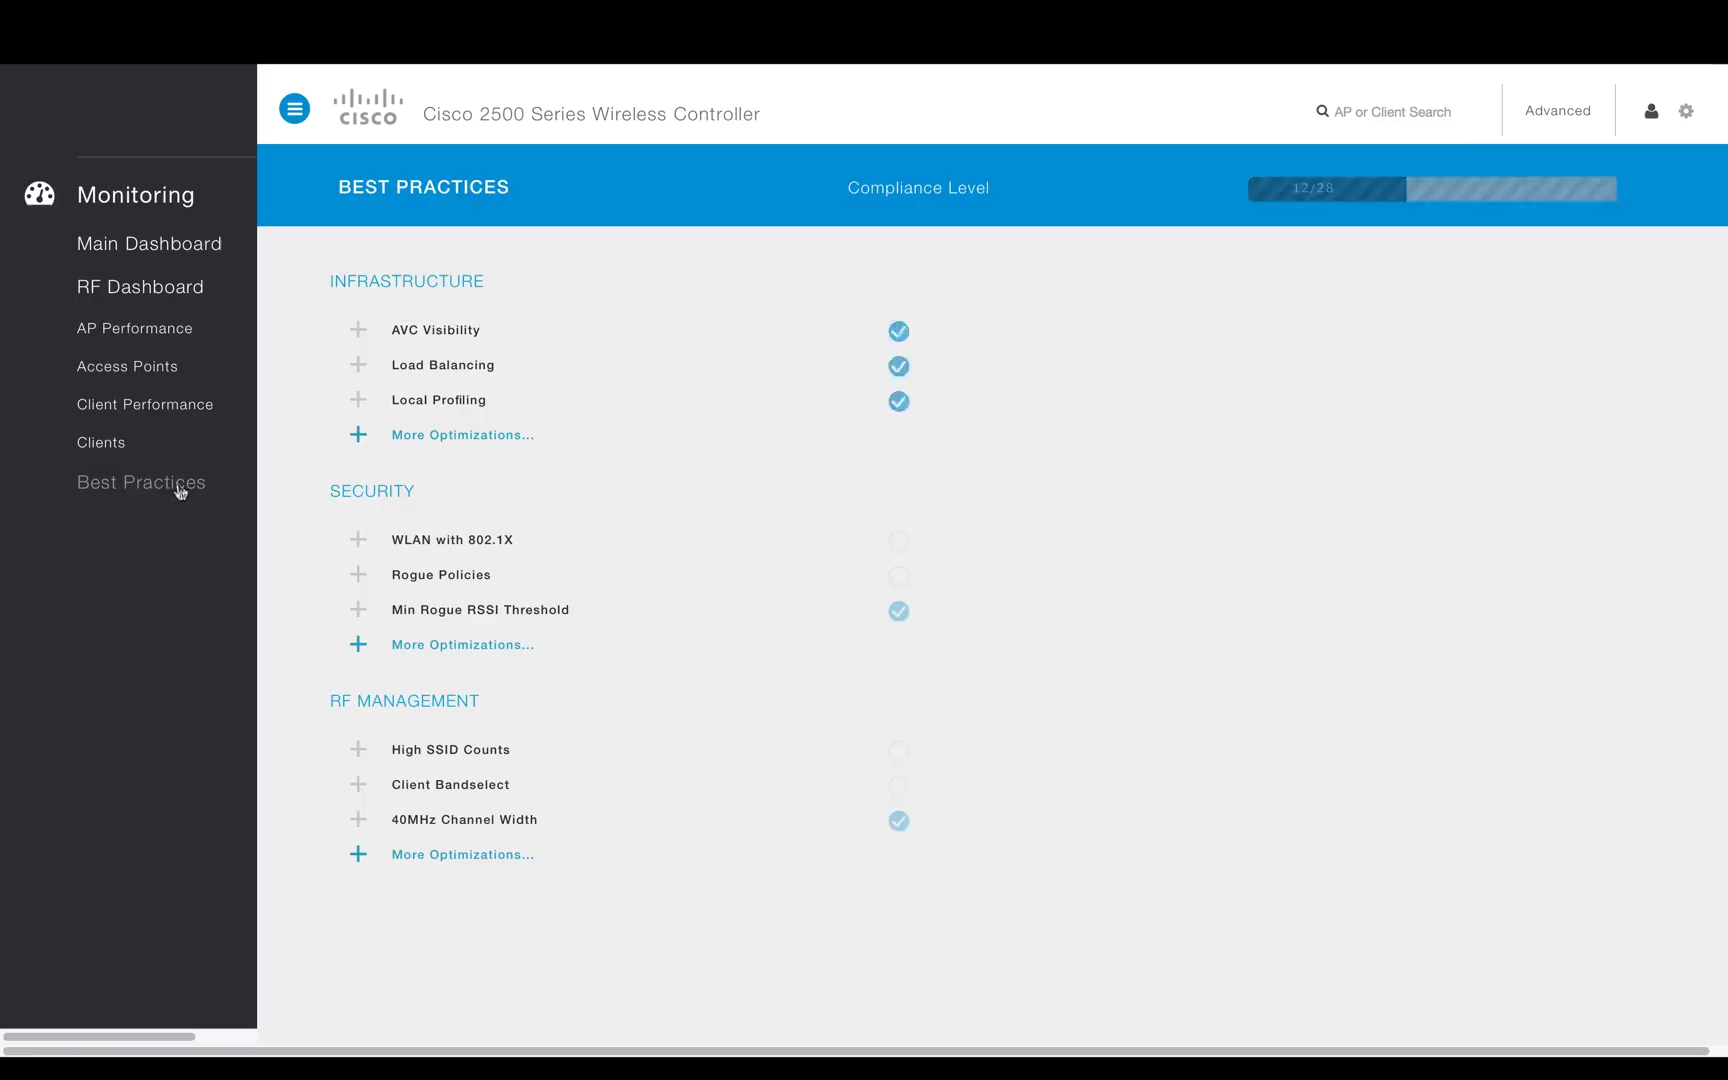 CISCO
Cisco 2500 Series Wireless Controller
AP or Client Search
Advanced
Monitoring
Main Dashboard
RF Dashboard
AP Performance
Access Points
Client Performance
Clients
Best Practices
BEST PRACTICES
Compliance Level
12/28
INFRASTRUCTURE
AVC Visibility
Load Balancing
Local Profiling
More Optimizations...
SECURITY
WLAN with 802.1X
Rogue Policies
Min Rogue RSSI Threshold
More Optimizations...
RF MANAGEMENT
High SSID Counts
Client Bandselect
40MHz Channel Width
More Optimizations...